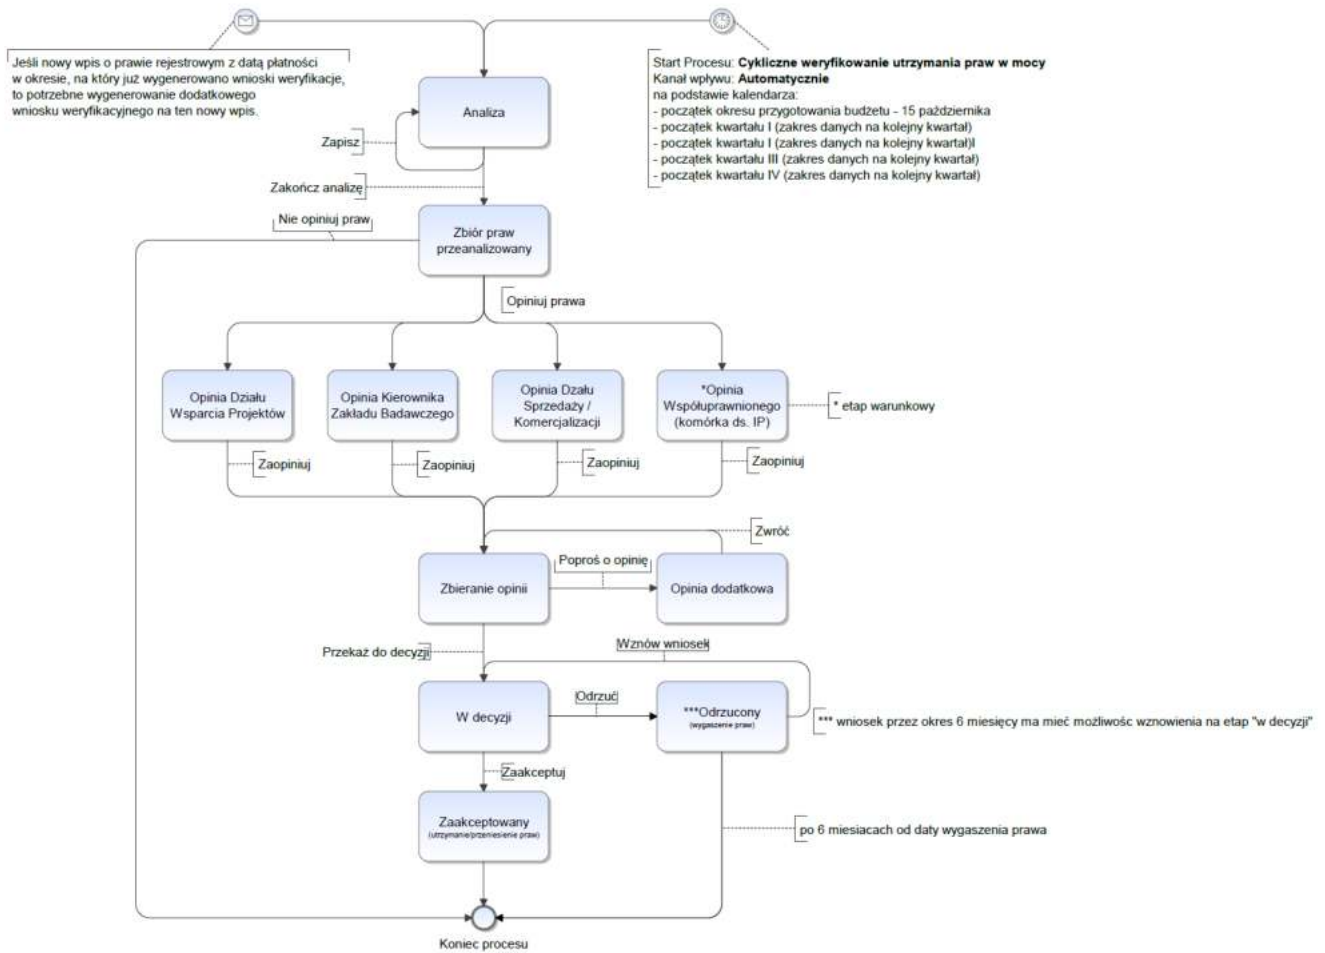 Jeśli nowy wpis o prawie rejestrowym z datą płatności
w okresie, na który już wygenerowano wnioski weryfikacje,
to potrzebne wygenerowanie dodatkowego
wniosku weryfikacyjnego na ten nowy wpis.
Start Procesu: Cykliczne weryfikowanie utrzymania praw w mocy
Kanał wpływu: Automatycznie
na podstawie kalendarza:
- początek okresu przygotowania budżetu - 15 października
- początek kwartału I (zakres danych na kolejny kwartał)
- początek kwartału I (zakres danych na kolejny kwartał)I
- początek kwartału III (zakres danych na kolejny kwartał)
- początek kwartału IV (zakres danych na kolejny kwartał)
Analiza
Zapisz
Zakończ analizę
Nie opiniuj praw
Zbiór praw
przeanalizowany
Opiniuj prawa
Opinia Działu
Wsparcia Projektów
Opinia Kierownika
Zakładu Badawczego
Opinia Dzału
Sprzedaży /
Komercjalizacji
*Opinia
Współuprawnionego
(komórka ds. IP)
* etap warunkowy
Zaopiniuj
Zaopiniuj
Zaopiniuj
Zaopiniuj
Zwróć
Zbieranie opinii
Poproś o opinię
Opinia dodatkowa
Przekaż do decyzji
Wznów wniosek
W decyzji
Odrzuć
***Odrzucony
(wygaszenie praw)
*** wniosek przez okres 6 miesięcy ma mieć możliwośc wznowienia na etap "w decyzji"
Zaakceptuj
Zaakceptowany
(utrzymanie/przeniesienie praw)
po 6 miesiacach od daty wygaszenia prawa
Koniec procesu